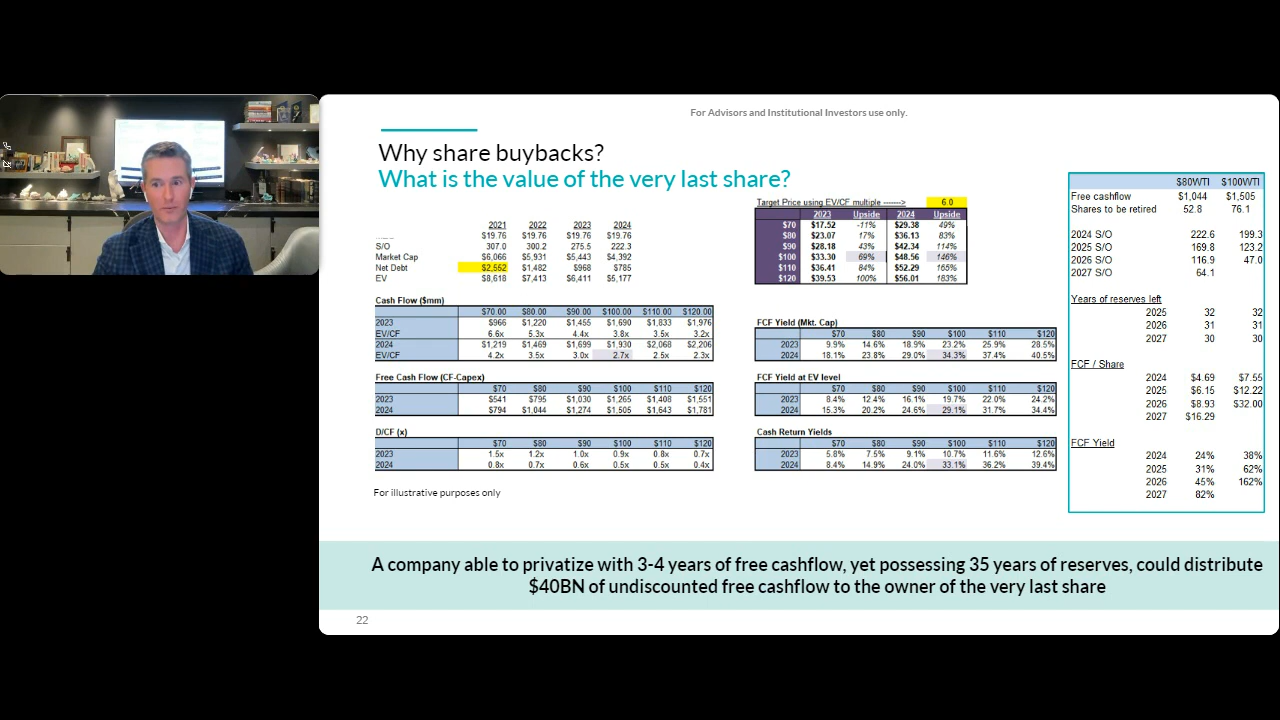 For Advisors and Institutional Investors use only.
Why share buybacks?
What is the value of the very last share?
2021 2022 2023 2024
$19.76 $19.76 $19.76 $19.76
S/O 307.0 300.2 275.5 222.3
Market Cap $6,066 $5,931 $5,443 $4,392
Net Debt $2,552 $1,482 $968 $785
EV $8,618 $7,413 $6,411 $5,177
Cash Flow ($mm)
$70.00 $80.00 $90.00 $100.00 $110.00 $120.00
2023 $966 $1,220 $1,455 $1,690 $1,833 $1,976
EV/CF 6.6x 5.3x 4.4x 3.8x 3.5x 3.2x
2024 $1,219 $1,469 $1,699 $1,930 $2,068 $2,206
EV/CF 4.2x 3.5x 3.0x 2.7x 2.5x 2.3x
Free Cash Flow (CF-Capex)
$70 $80 $90 $100 $110 $120
2023 $541 $795 $1,030 $1,265 $1,408 $1,551
2024 $794 $1,044 $1,274 $1,505 $1,643 $1,781
D/CF (x)
$70 $80 $90 $100 $110 $120
2023 1.5x 1.2x 1.0x 0.9x 0.8x 0.7x
2024 0.8x 0.7x 0.6x 0.5x 0.5x 0.4x
For illustrative purposes only
Target Price using EV/CF multiple ------->  6.0
2023 Upside 2024 Upside
$70 $17.52 -11% $29.38 49%
$80 $23.07 17% $36.13 83%
$90 $28.18 43% $42.34 114%
$100 $33.30 69% $48.56 146%
$110 $36.41 84% $52.29 165%
$120 $39.53 100% $56.01 183%
FCF Yield (Mkt. Cap)
$70 $80 $90 $100 $110 $120
2023 9.9% 14.6% 18.9% 23.2% 25.9% 28.5%
2024 18.1% 23.8% 29.0% 34.3% 37.4% 40.5%
FCF Yield at EV level
$70 $80 $90 $100 $110 $120
2023 8.4% 12.4% 16.1% 19.7% 22.0% 24.2%
2024 15.3% 20.2% 24.6% 29.1% 31.7% 34.4%
Cash Return Yields
$70 $80 $90 $100 $110 $120
2023 5.8% 7.5% 9.1% 10.7% 11.6% 12.6%
2024 8.4% 14.9% 24.0% 33.1% 36.2% 39.4%
$80WTI $100WTI
Free cashflow $1,044 $1,505
Shares to be retired 52.8 76.1
2024 S/O 222.6 199.3
2025 S/O 169.8 123.2
2026 S/O 116.9 47.0
2027 S/O 64.1
Years of reserves left
2025 32 32
2026 31 31
2027 30 30
FCF / Share
2024 $4.69 $7.55
2025 $6.15 $12.22
2026 $8.93 $32.00
2027 $16.29
FCF Yield
2024 24% 38%
2025 31% 62%
2026 45% 162%
2027 82%
A company able to privatize with 3-4 years of free cashflow, yet possessing 35 years of reserves, could distribute
$40BN of undiscounted free cashflow to the owner of the very last share
22